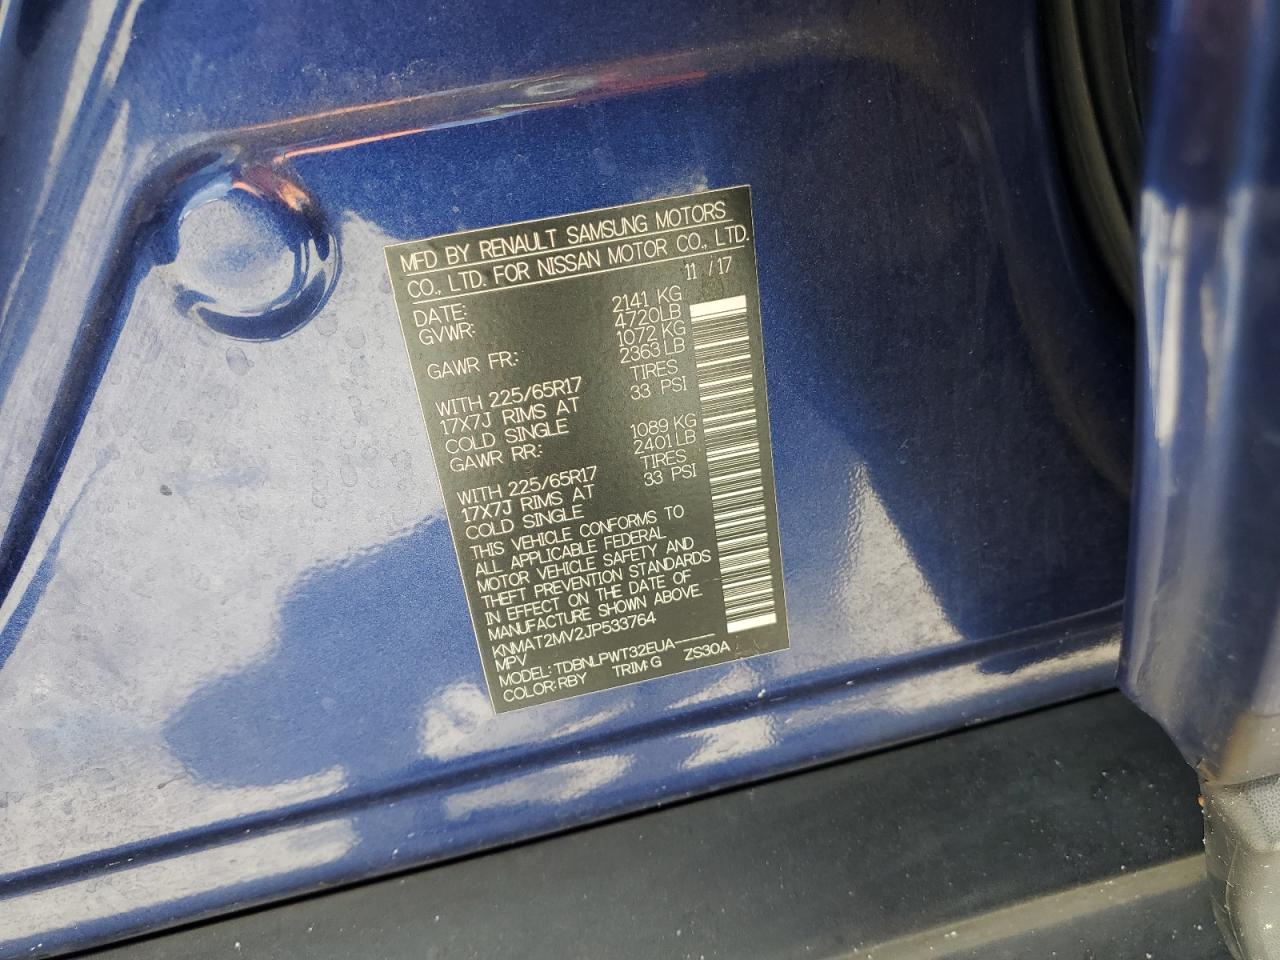 MFD BY RENAULT SAMSUNG MOTORS
CO., LTD. FOR NISSAN MOTOR CO., LTD.
DATE: 11 /17
GVWR: 2141 KG
4720LB
GAWR FR: 1072 KG
2363LB
WITH 225/65R17 TIRES
17X7J RIMS AT 33 PSI
COLD SINGLE
GAWR RR: 1089 KG
2401LB
WITH 225/65R17 TIRES
17X7J RIMS AT 33 PSI
COLD SINGLE
THIS VEHICLE CONFORMS TO
ALL APPLICABLE FEDERAL
MOTOR VEHICLE SAFETY AND
THEFT PREVENTION STANDARDS
IN EFFECT ON THE DATE OF
MANUFACTURE SHOWN ABOVE.
KNMAT2MV2JP533764
MPV
MODEL: TDBNLPWT32EUA-----
COLOR:RBY TRIM:G ZS30A